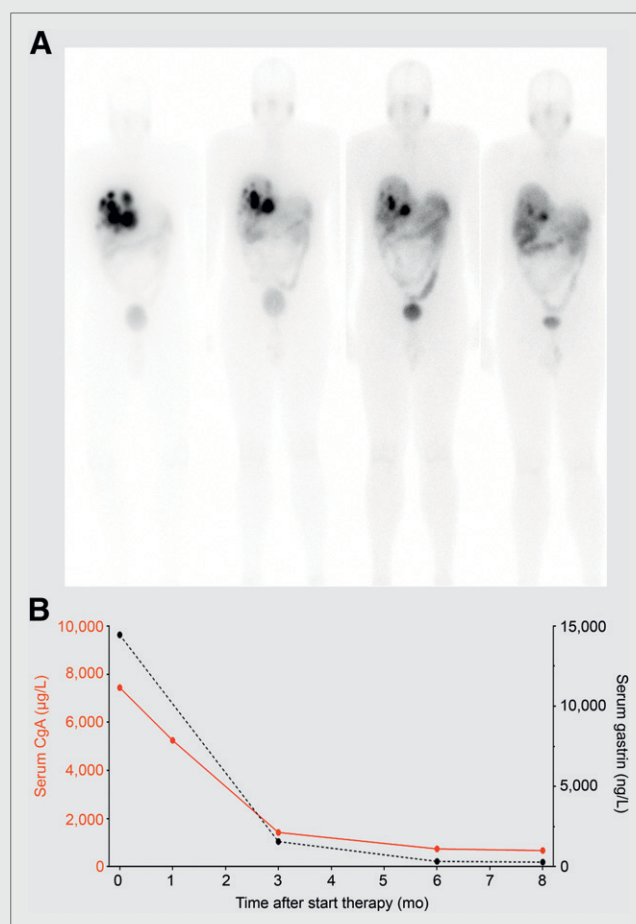 A
B
10,000
8,000
6,000
4,000
2,000
0
Serum CgA (µg/L)
15,000
10,000
5,000
0
Serum gastrin (ng/L)
0 1 2 3 4 5 6 7 8
Time after start therapy (mo)